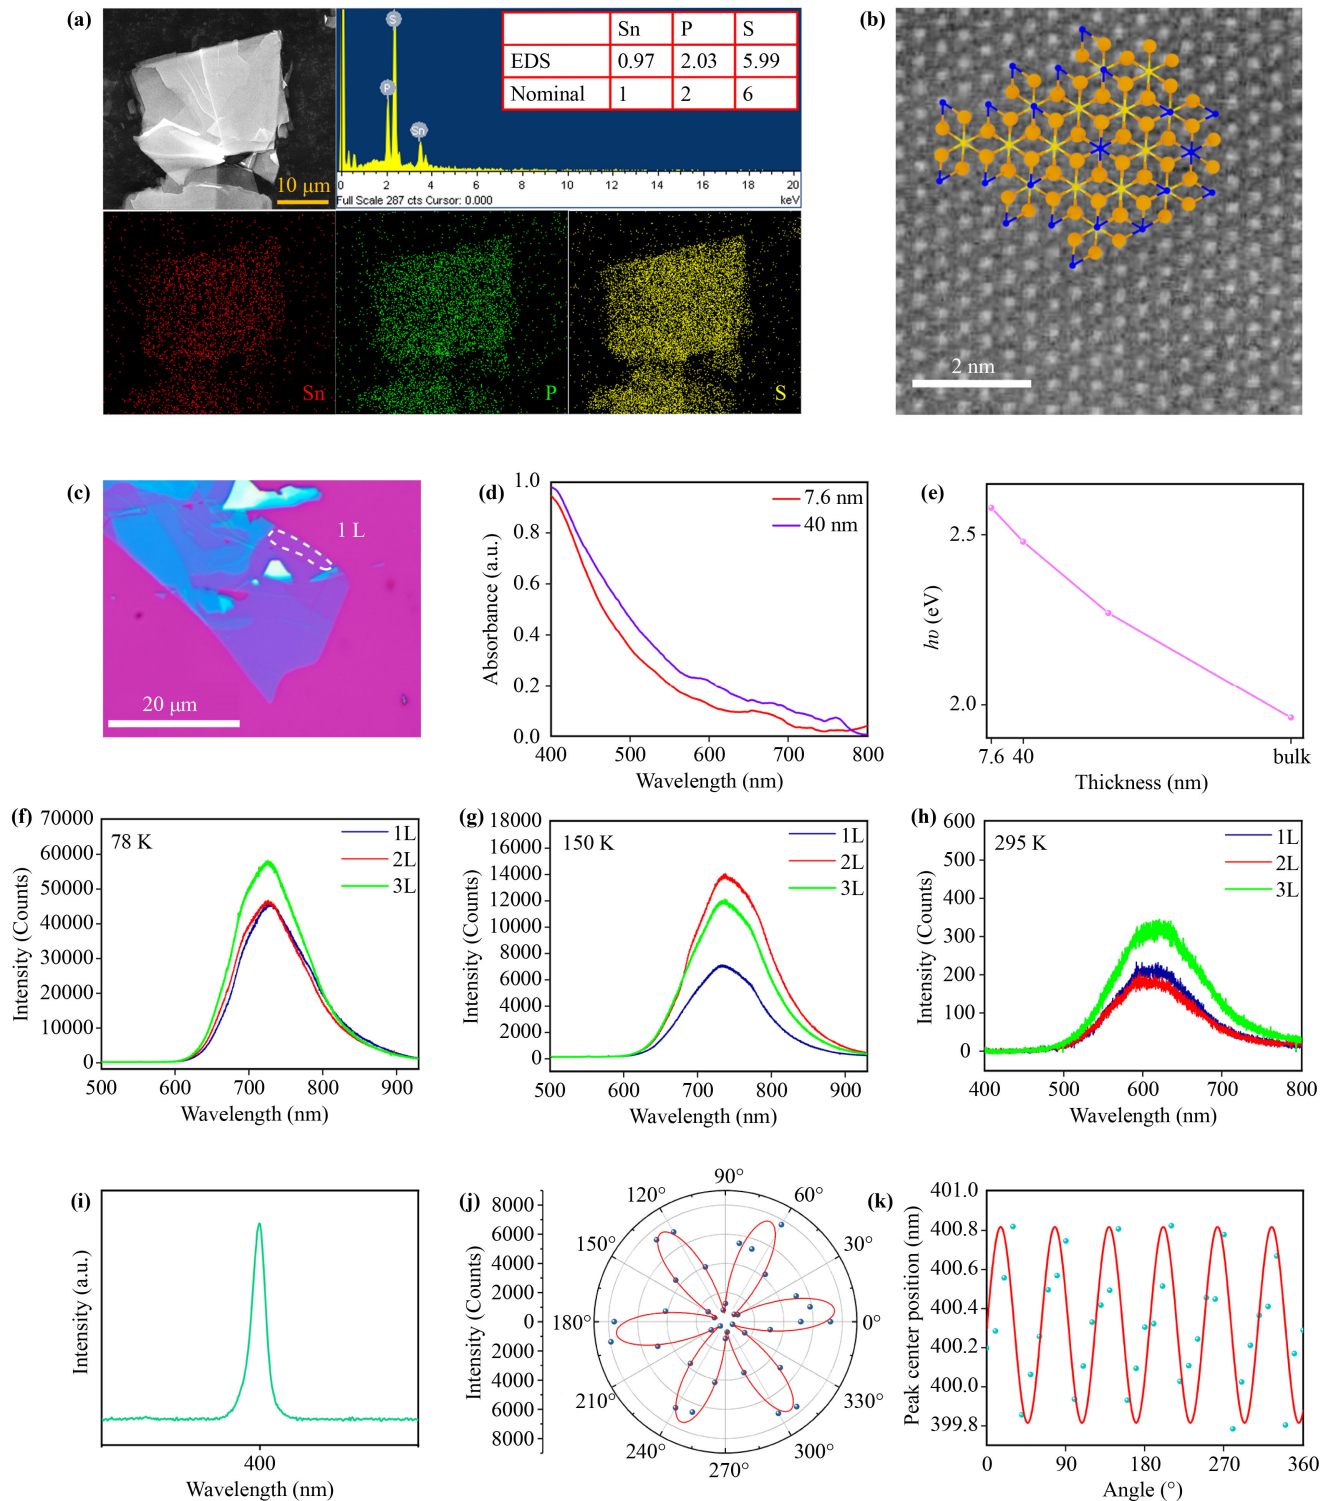 (a)
S
P
Sn
Sn P S
EDS 0.97 2.03 5.99
Nominal 1 2 6
10 μm
0 2 4 6 8 10 12 14 16 18 20
Full Scale 287 cts Cursor: 0.000 keV
Sn
P
S
(b)
2 nm
(c)
1 L
20 μm
(d)
7.6 nm
40 nm
1.0
0.8
0.6
0.4
0.2
0.0
Absorbance (a.u.)
400 500 600 700 800
Wavelength (nm)
(e)
2.5
2.0
hυ (eV)
7.6 40 bulk
Thickness (nm)
(f)
78 K
1L
2L
3L
70000
60000
50000
40000
30000
20000
10000
0
Intensity (Counts)
500 600 700 800 900
Wavelength (nm)
(g)
150 K
1L
2L
3L
18000
16000
14000
12000
10000
8000
6000
4000
2000
0
Intensity (Counts)
500 600 700 800 900
Wavelength (nm)
(h)
295 K
1L
2L
3L
600
500
400
300
200
100
0
Intensity (Counts)
400 500 600 700 800
Wavelength (nm)
(i)
Intensity (a.u.)
400
Wavelength (nm)
(j)
8000
6000
4000
2000
0
2000
4000
6000
8000
Intensity (Counts)
90°
120° 60°
150° 30°
180° 0°
210° 330°
240° 300°
270°
(k)
401.0
400.8
400.6
400.4
400.2
400.0
399.8
Peak center position (nm)
0 90 180 270 360
Angle (°)